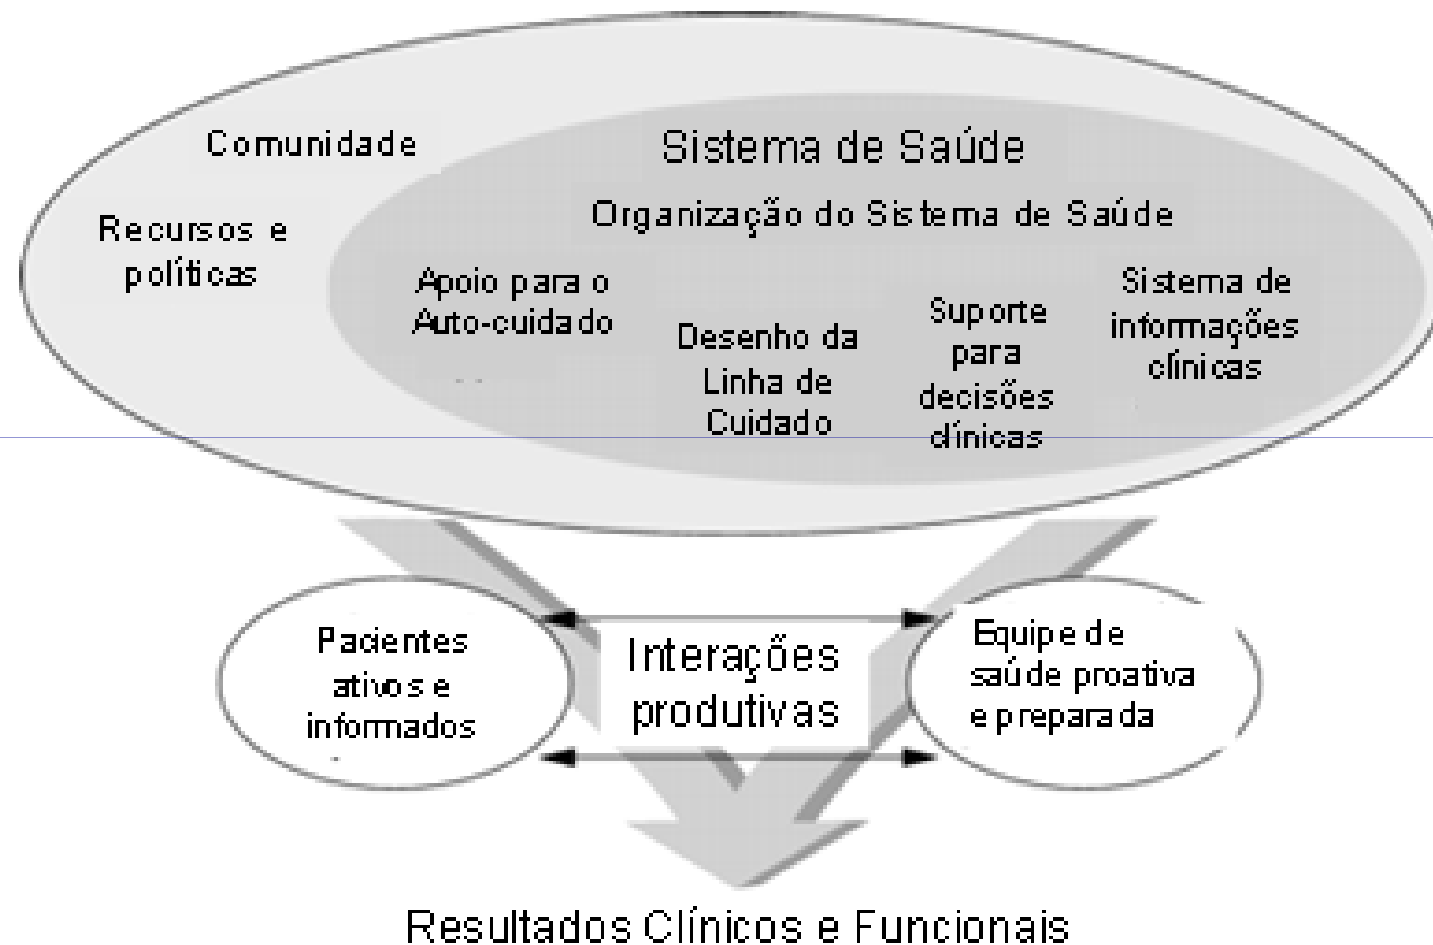 Comunidade
Sistema de Saúde
Recursos e
políticas
Organização do Sistema de Saúde
Apoio para o
Auto-cuidado
Desenho da
Linha de
Cuidado
Suporte
para
decisões
clínicas
Sistema de
informações
clínicas
Pacientes
ativos e
informados
Interações
produtivas
Equipe de
saúde proativa
e preparada
Resultados Clínicos e Funcionais